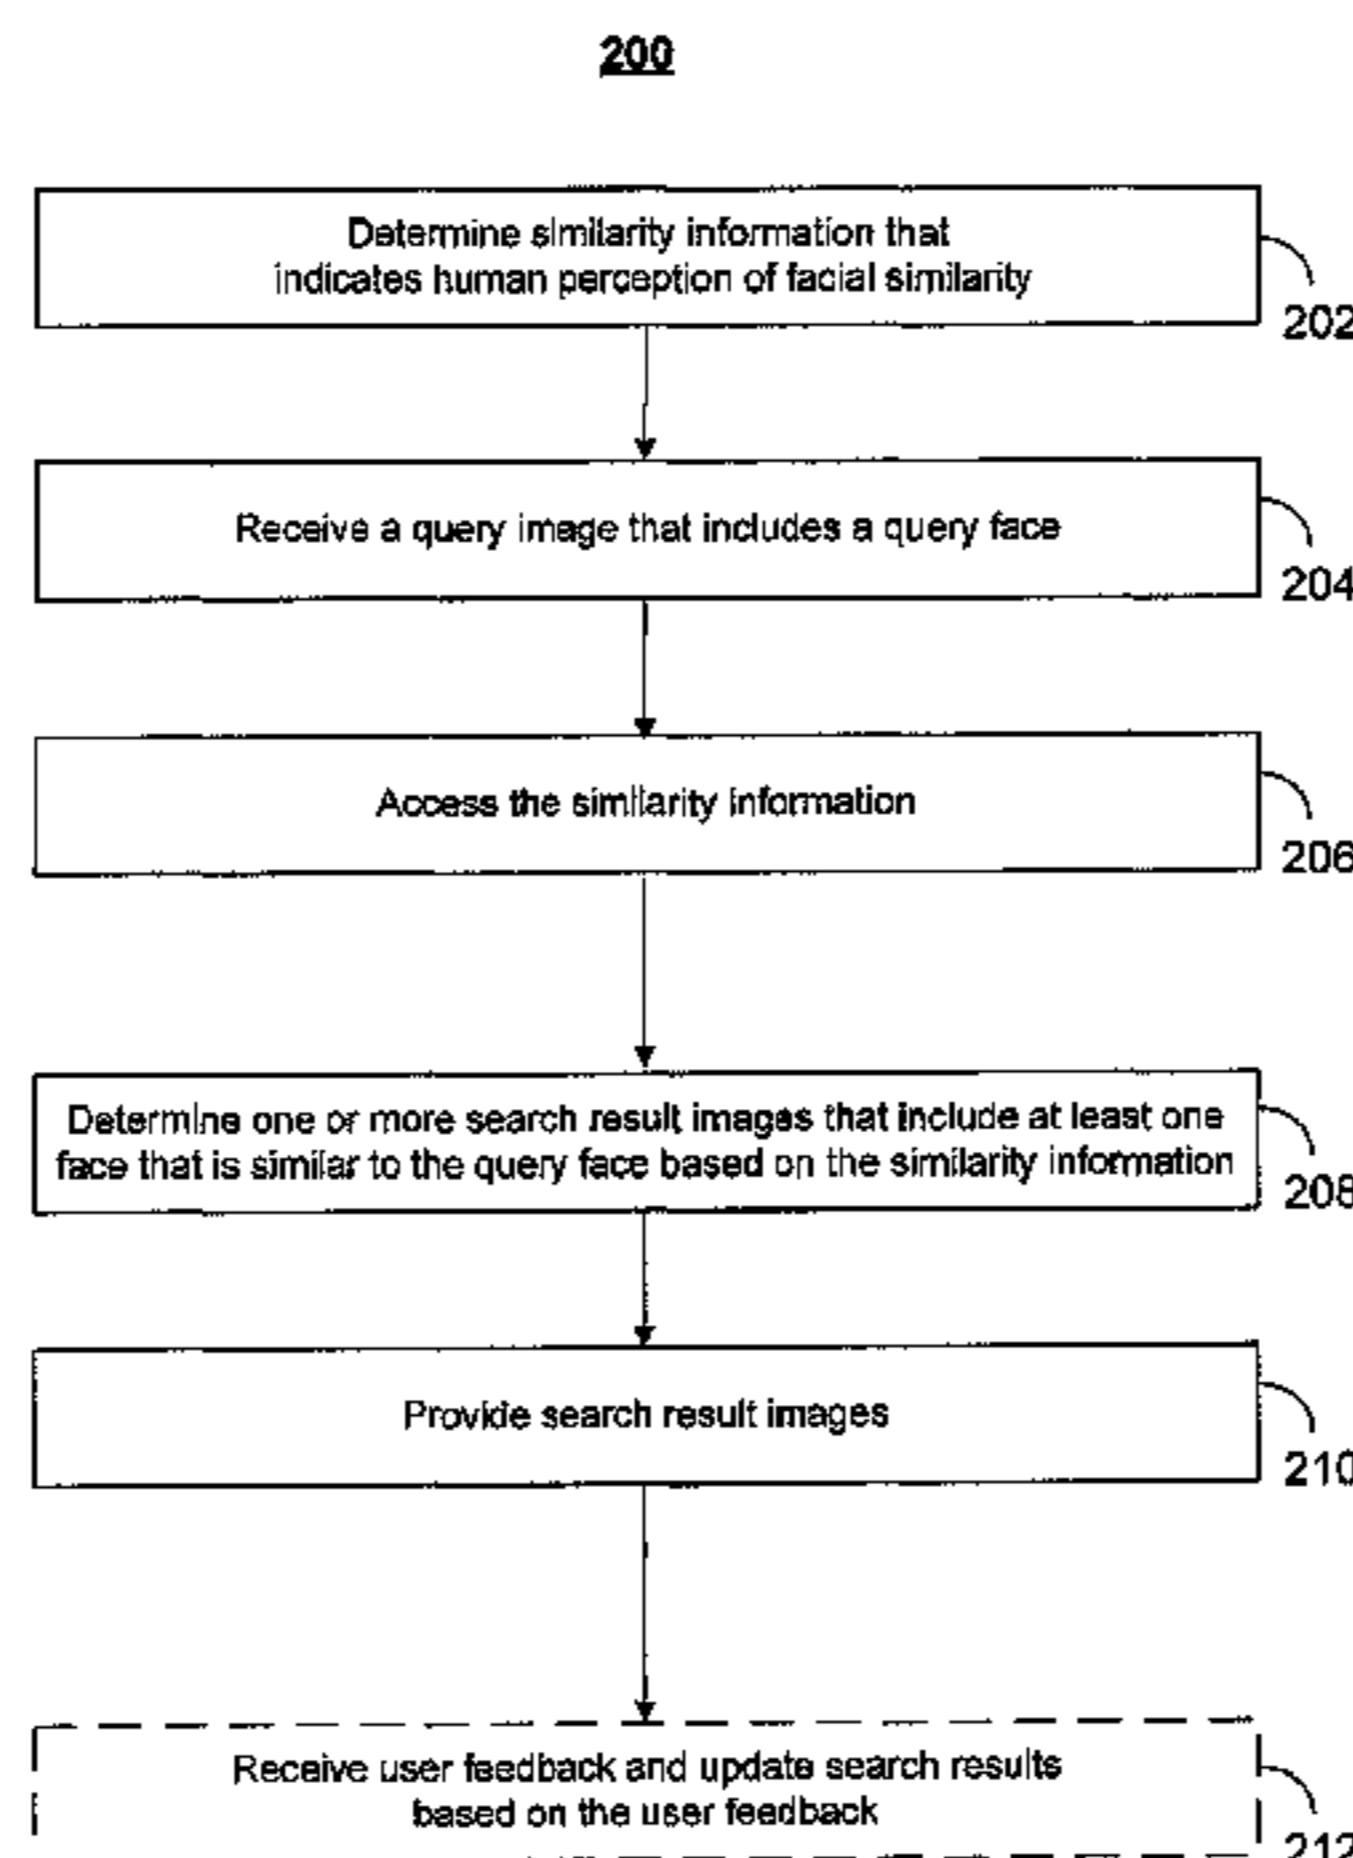 200
Determine similarity information that
indicates human perception of facial similarity
202
Receive a query image that includes a query face
204
Access the similarity information
206
Determine one or more search result images that include at least one
face that is similar to the query face based on the similarity information
208
Provide search result images
210
Receive user feedback and update search results
based on the user feedback
212